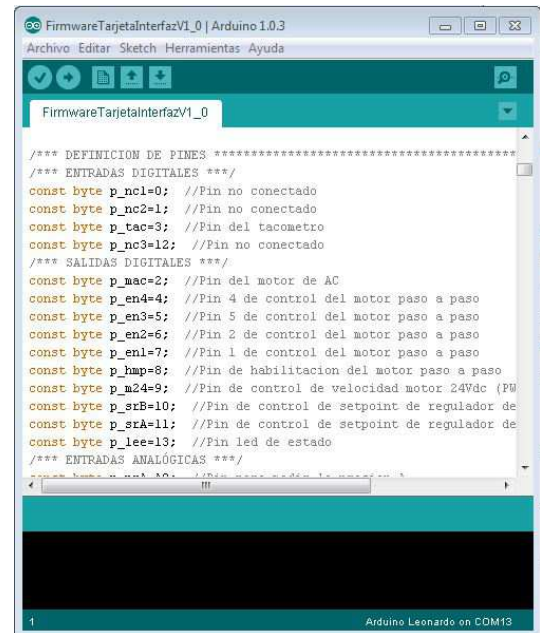 FirmwareTarjetaInterfazV1_0 | Arduino 1.0.3
Archivo Editar Sketch Herramientas Ayuda
FirmwareTarjetaInterfazV1_0
/*** DEFINICION DE PINES *****************************************
/*** ENTRADAS DIGITALES ***/
const byte p_nc1=0; //Pin no conectado
const byte p_nc2=1; //Pin no conectado
const byte p_tac=3; //Pin del tacometro
const byte p_nc3=12; //Pin no conectado
/*** SALIDAS DIGITALES ***/
const byte p_mac=2; //Pin del motor de AC
const byte p_en4=4; //Pin 4 de control del motor paso a paso
const byte p_en3=5; //Pin 5 de control del motor paso a paso
const byte p_en2=6; //Pin 2 de control del motor paso a paso
const byte p_en1=7; //Pin 1 de control del motor paso a paso
const byte p_hmp=8; //Pin de habilitacion del motor paso a paso
const byte p_m24=9; //Pin de control de velocidad motor 24Vdc (PW
const byte p_srB=10; //Pin de control de setpoint de regulador de
const byte p_srA=11; //Pin de control de setpoint de regulador de
const byte p_lee=13; //Pin led de estado
/*** ENTRADAS ANALÓGICAS ***/
1
Arduino Leonardo on COM13